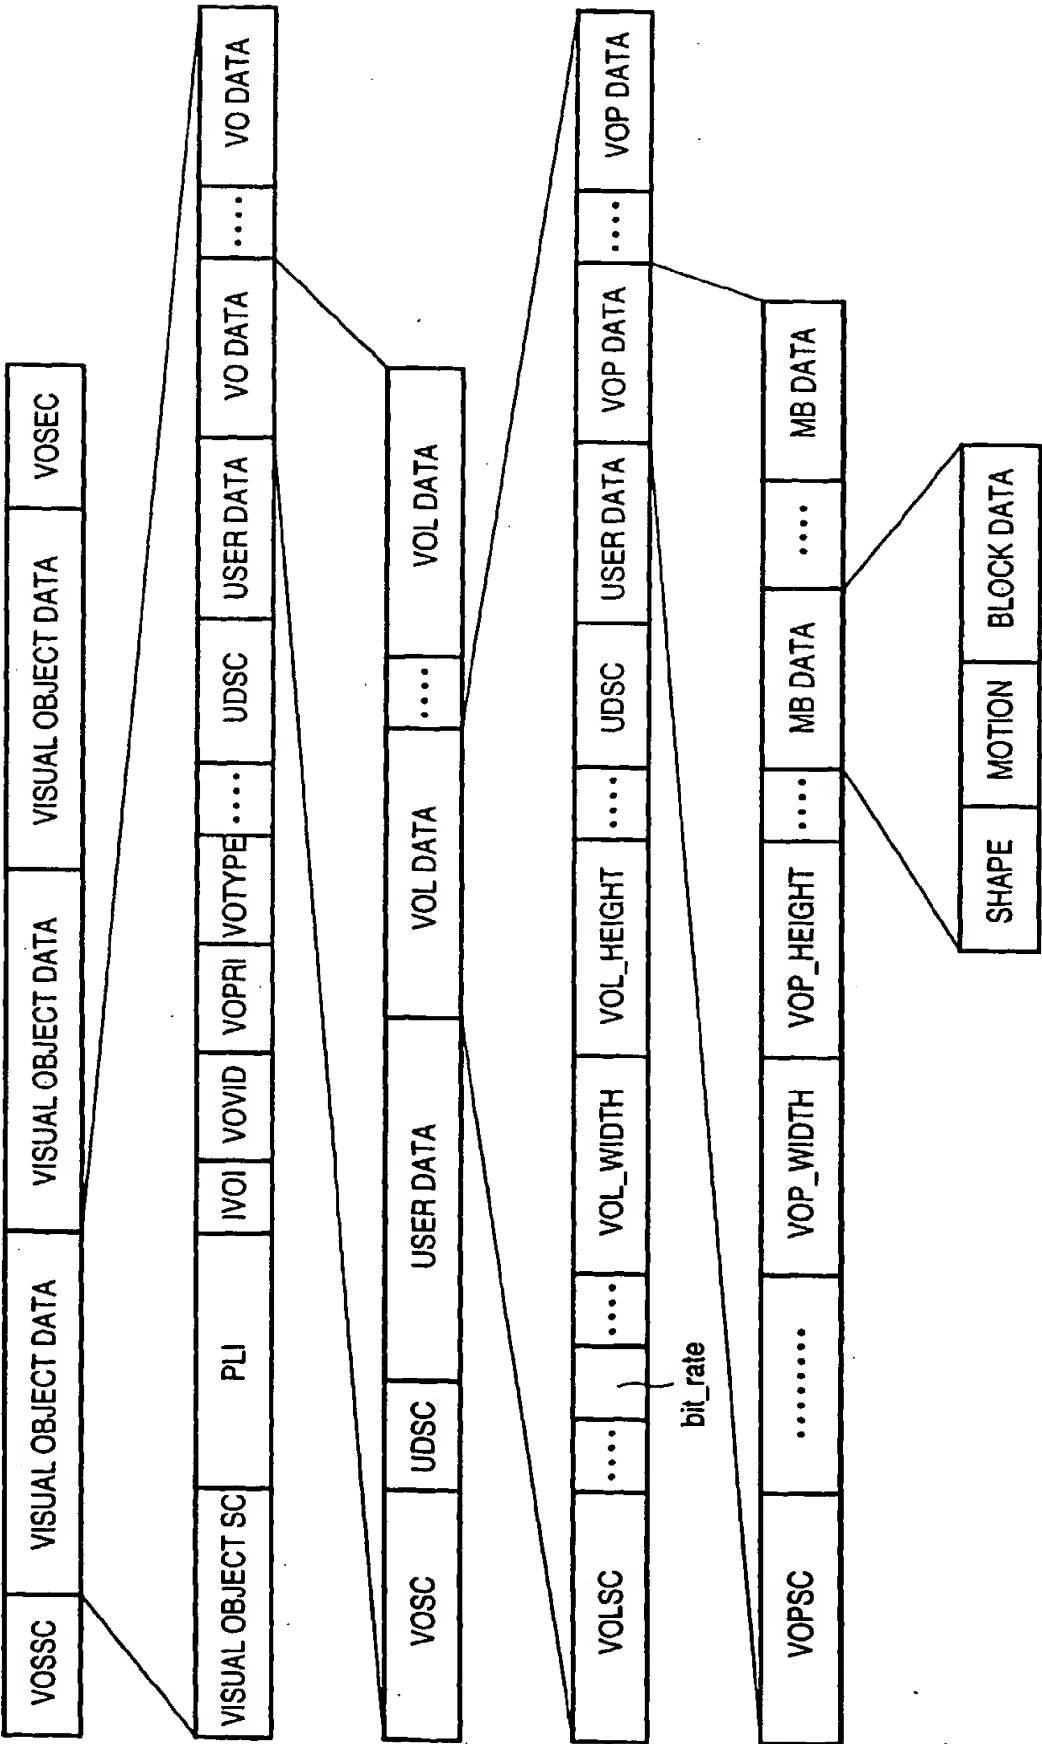 VOSSC VISUAL OBJECT DATA VISUAL OBJECT DATA VISUAL OBJECT DATA VOSEC
VISUAL OBJECT SC PLI IVOI VOVID VOPRI VOTYPE .... UDSC USER DATA VO DATA .... VO DATA
VOSC UDSC USER DATA VOL DATA .... VOL DATA
VOLSC .... .... VOL_WIDTH VOL_HEIGHT .... UDSC USER DATA VOP DATA .... VOP DATA
bit_rate
VOPSC ........ VOP_WIDTH VOP_HEIGHT .... MB DATA .... MB DATA
SHAPE MOTION BLOCK DATA